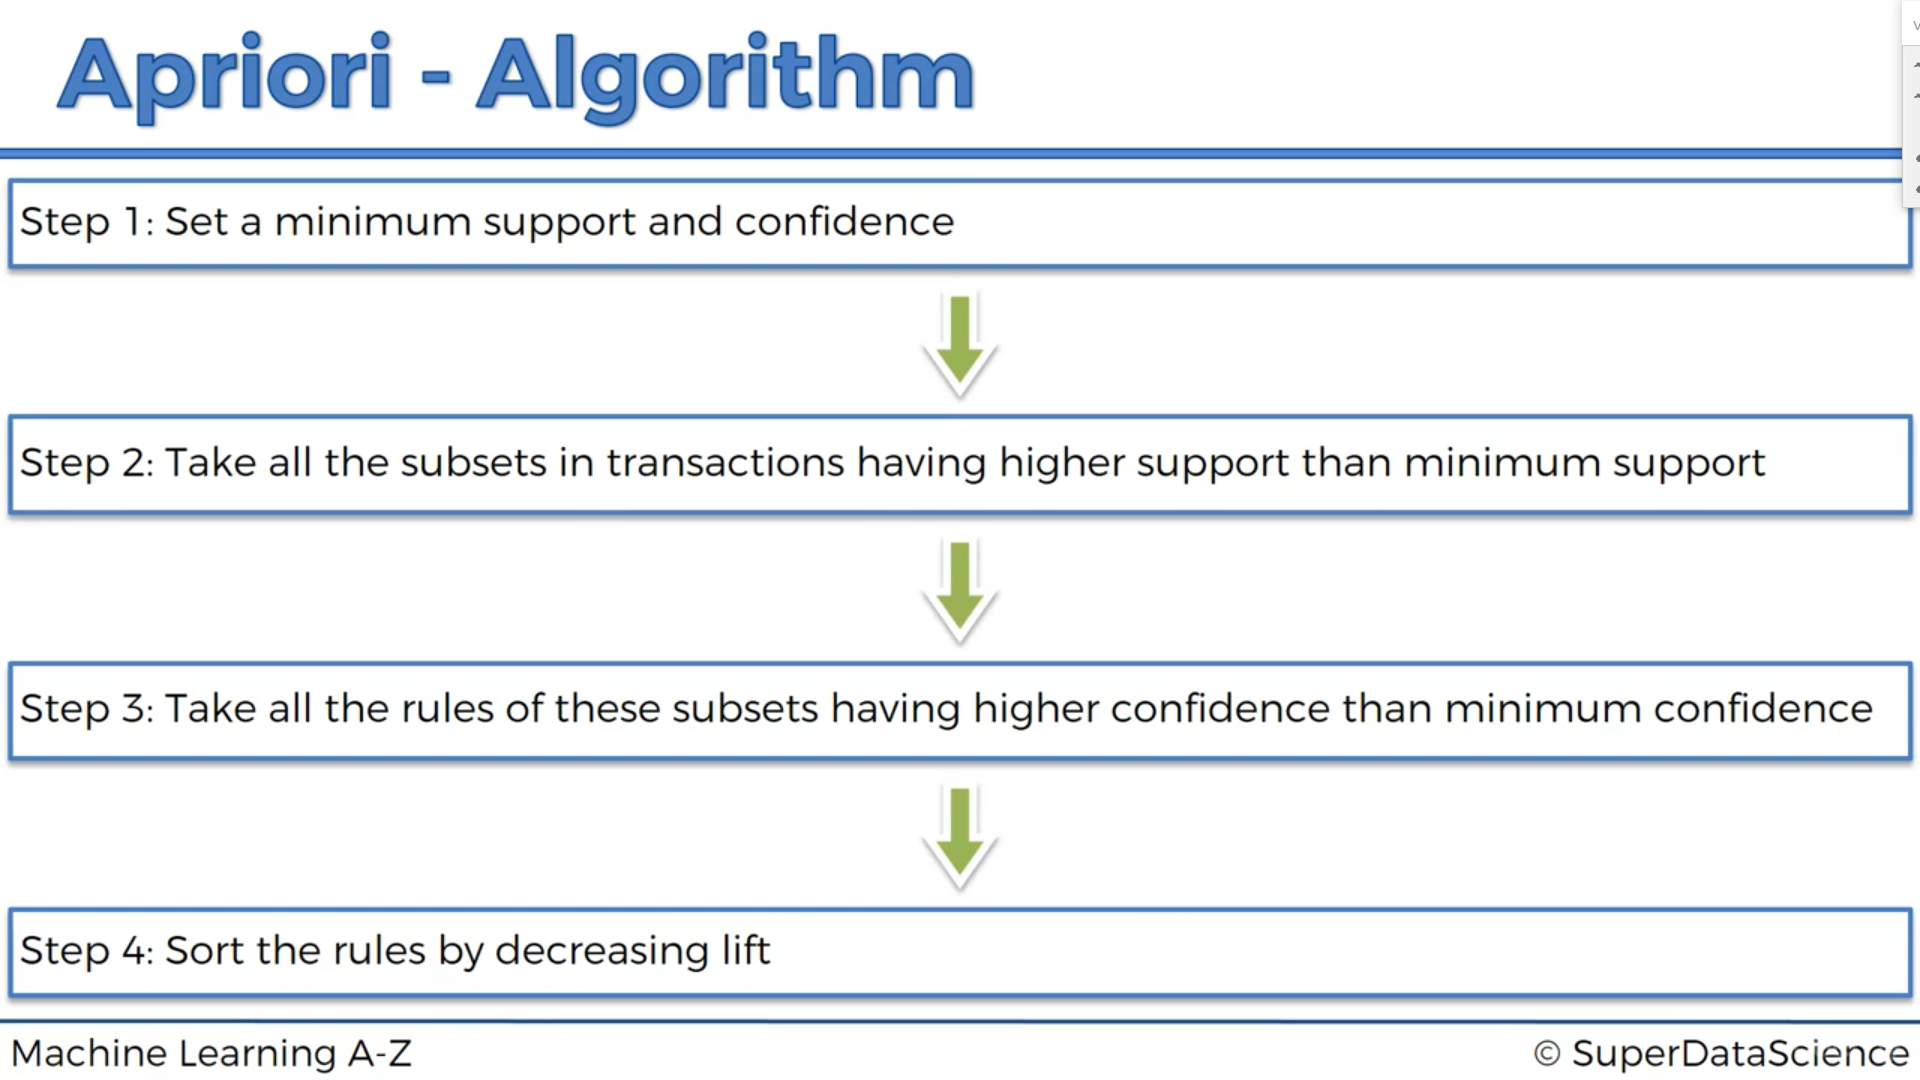 Apriori - Algorithm
Step 1: Set a minimum support and confidence
Step 2: Take all the subsets in transactions having higher support than minimum support
Step 3: Take all the rules of these subsets having higher confidence than minimum confidence
Step 4: Sort the rules by decreasing lift
Machine Learning A-Z
© SuperDataScience